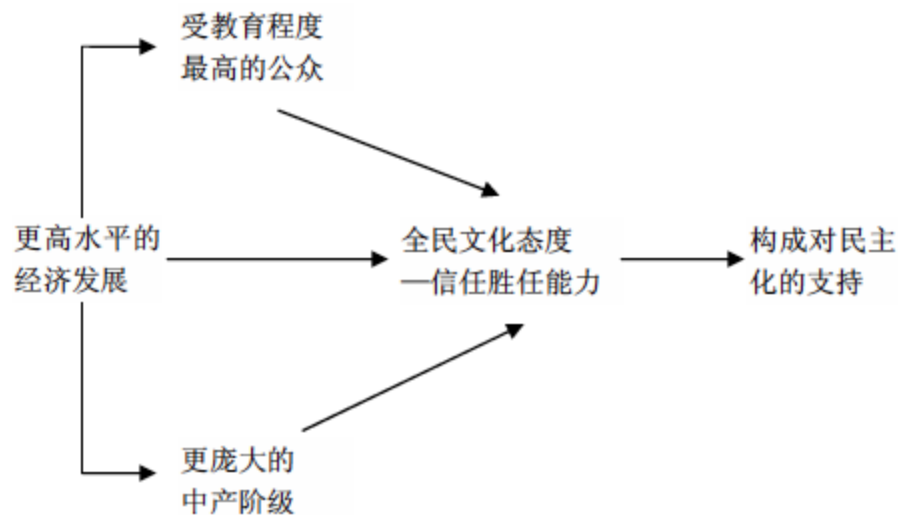 受教育程度
最高的公众
更高水平的
经济发展
全民文化态度
—信任胜任能力
构成对民主
化的支持
更庞大的
中产阶级